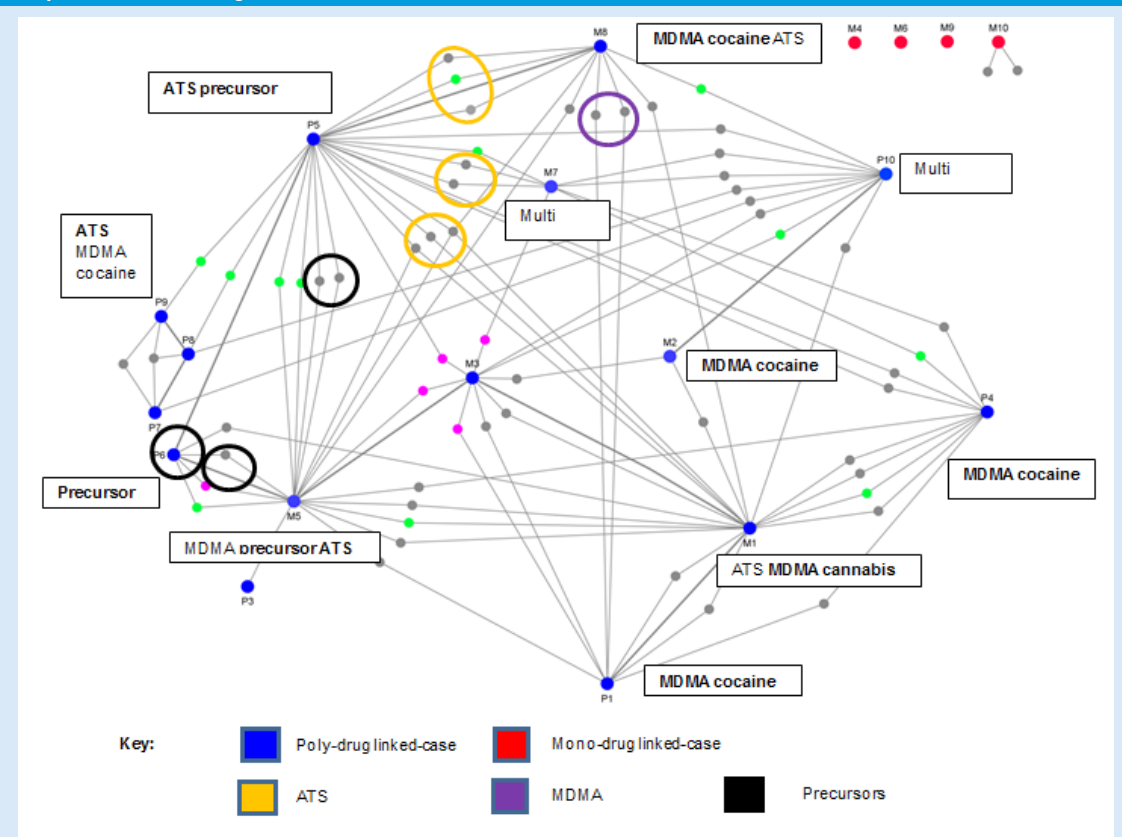 M8
MDMA cocaine ATS
M4
M6
M9
M10
ATS precursor
P5
M7
P10
Multi
Multi
ATS
MDMA
cocaine
P9
P8
M2
M3
MDMA cocaine
P7
P4
P6
MDMA cocaine
Precursor
M5
M1
MDMA precursor ATS
ATS MDMA cannabis
P3
MDMA cocaine
P1
Key:
Poly-drug linked-case
Mono-drug linked-case
ATS
MDMA
Precursors